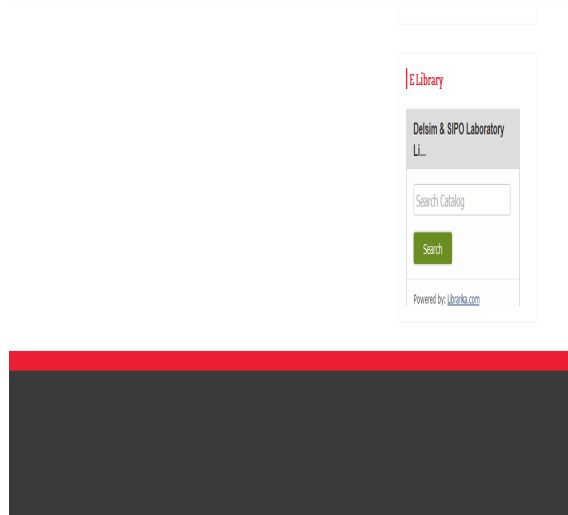 E Library
Delsim & SIPO Laboratory
Li...
Search Catalog
Search
Powered by: Librarika.com